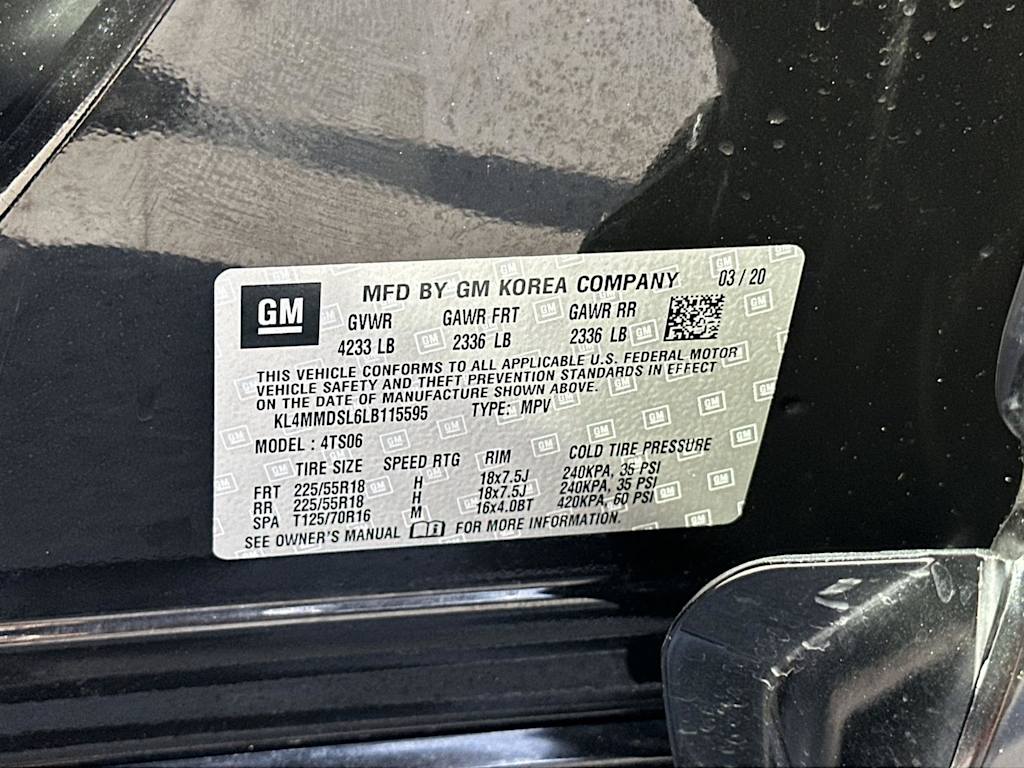 GM
MFD BY GM KOREA COMPANY 03 / 20
GVWR GAWR FRT GAWR RR
4233 LB 2336 LB 2336 LB
THIS VEHICLE CONFORMS TO ALL APPLICABLE U.S. FEDERAL MOTOR
VEHICLE SAFETY AND THEFT PREVENTION STANDARDS IN EFFECT
ON THE DATE OF MANUFACTURE SHOWN ABOVE.
KL4MMDSL6LB115595 TYPE: MPV
MODEL : 4TS06
TIRE SIZE SPEED RTG RIM COLD TIRE PRESSURE
FRT 225/55R18 H 18x7.5J 240KPA, 35 PSI
RR 225/55R18 H 18x7.5J 240KPA, 35 PSI
SPA T125/70R16 M 16x4.0BT 420KPA, 60 PSI
SEE OWNER'S MANUAL FOR MORE INFORMATION.